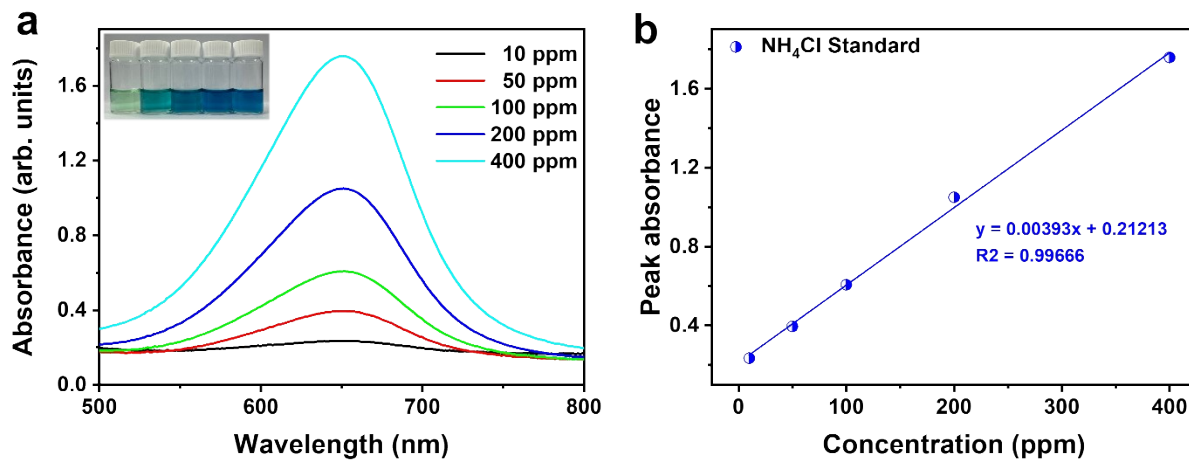 a
Absorbance (arb. units)
1.6
1.2
0.8
0.4
0.0
10 ppm
50 ppm
100 ppm
200 ppm
400 ppm
500
600
700
800
Wavelength (nm)
b
Peak absorbance
1.6
1.2
0.8
0.4
NH₄Cl Standard
y = 0.00393x + 0.21213
R2 = 0.99666
0
100
200
300
400
Concentration (ppm)